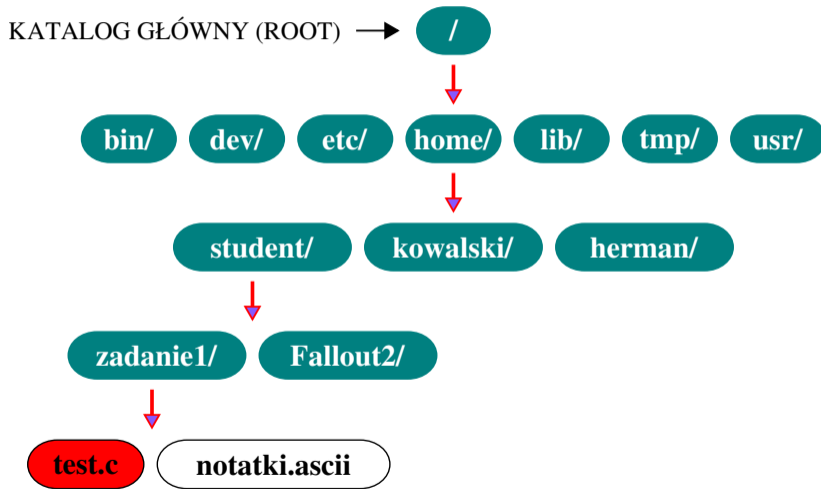 KATALOG GŁÓWNY (ROOT) /
bin/ dev/ etc/ home/ lib/ tmp/ usr/
student/ kowalski/ herman/
zadanie1/ Fallout2/
test.c notatki.ascii